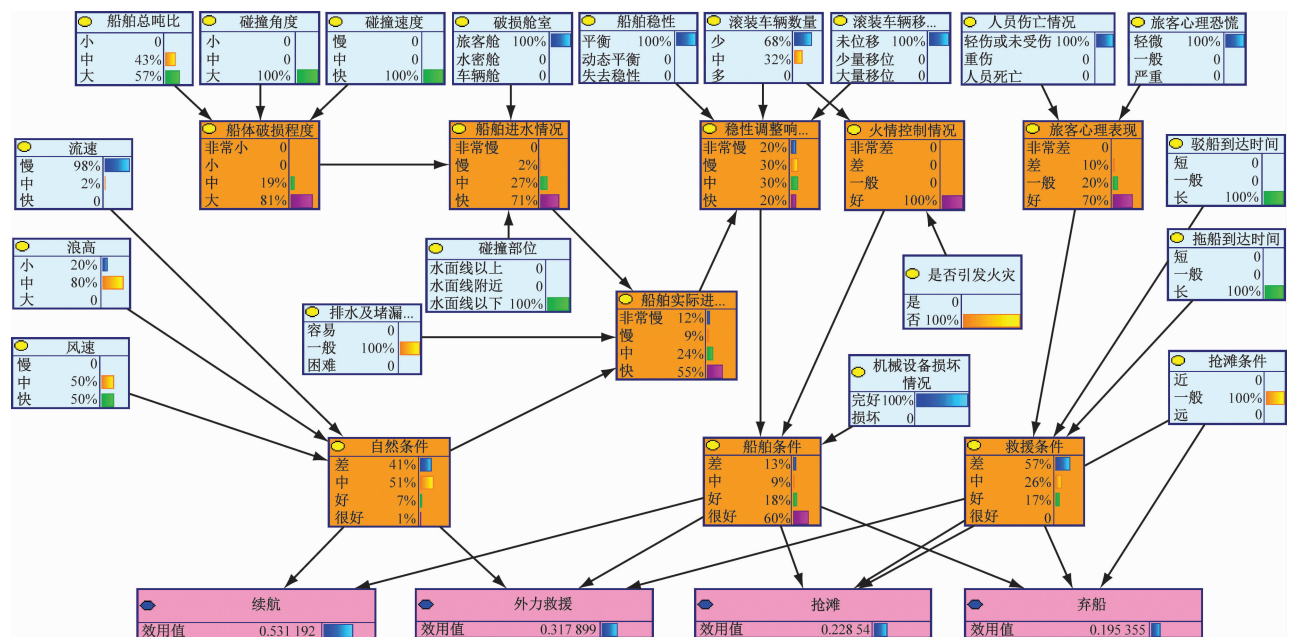 船舶总吨比
小 0
中 43%
大 57%
碰撞角度
小 0
中 0
大 100%
碰撞速度
慢 0
中 0
快 100%
破损舱室
旅客舱 100%
水密舱 0
车辆舱 0
船舶稳性
平衡 100%
动态平衡 0
失去稳性 0
滚装车辆数量
少 68%
中 32%
多 0
滚装车辆移...
未位移 100%
少量移位 0
大量移位 0
人员伤亡情况
轻伤或未受伤 100%
重伤 0
人员死亡 0
旅客心理恐慌
轻微 100%
一般 0
严重 0
流速
慢 98%
中 2%
快 0
船体破损程度
非常小 0
小 0
中 19%
大 81%
船舶进水情况
非常慢 0
慢 2%
中 27%
快 71%
稳性调整响...
非常慢 20%
慢 30%
中 30%
快 20%
火情控制情况
非常差 0
差 0
一般 0
好 100%
旅客心理表现
非常差 0
差 10%
一般 20%
好 70%
驳船到达时间
短 0
一般 0
长 100%
浪高
小 20%
中 80%
大 0
碰撞部位
水面线以上 0
水面线附近 0
水面线以下 100%
是否引发火灾
是 0
否 100%
拖船到达时间
短 0
一般 0
长 100%
风速
慢 0
中 50%
快 50%
排水及堵漏...
容易 0
一般 100%
困难 0
船舶实际进...
非常慢 12%
慢 9%
中 24%
快 55%
机械设备损坏
情况
完好 100%
损坏 0
抢滩条件
近 0
一般 100%
远 0
自然条件
差 41%
中 51%
好 7%
很好 1%
船舶条件
差 13%
中 9%
好 18%
很好 60%
救援条件
差 57%
中 26%
好 17%
很好 0
续航
效用值 0.531 192
外力救援
效用值 0.317 899
抢滩
效用值 0.228 54
弃船
效用值 0.195 355